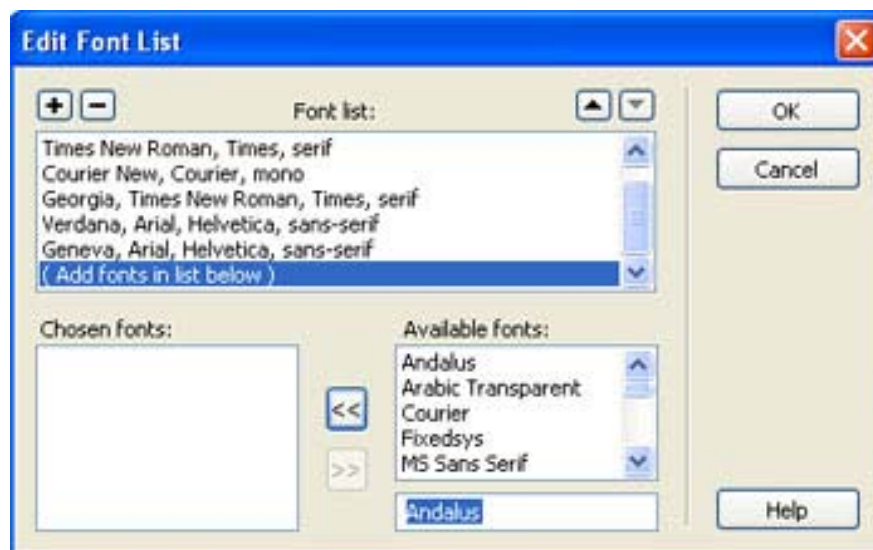 Edit Font List
Font list:
OK
Times New Roman, Times, serif
Courier New, Courier, mono
Georgia, Times New Roman, Times, serif
Verdana, Arial, Helvetica, sans-serif
Geneva, Arial, Helvetica, sans-serif
( Add fonts in list below )
Cancel
Chosen fonts:
Available fonts:
Andalus
Arabic Transparent
Courier
Fixedsys
MS Sans Serif
<<
>>
Andalus
Help